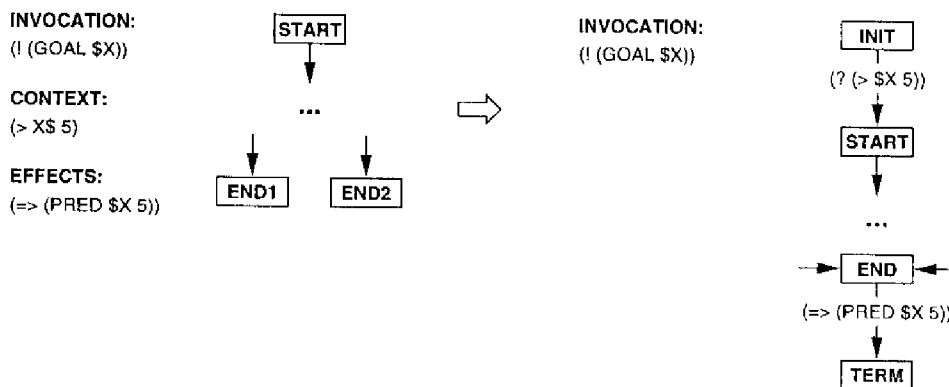 INVOCATION:
(! (GOAL $X))
CONTEXT:
(> X$ 5)
EFFECTS:
(=> (PRED $X 5))
START
...
END1
END2
INVOCATION:
(! (GOAL $X))
INIT
(? (> $X 5))
START
...
END
(=> (PRED $X 5))
TERM